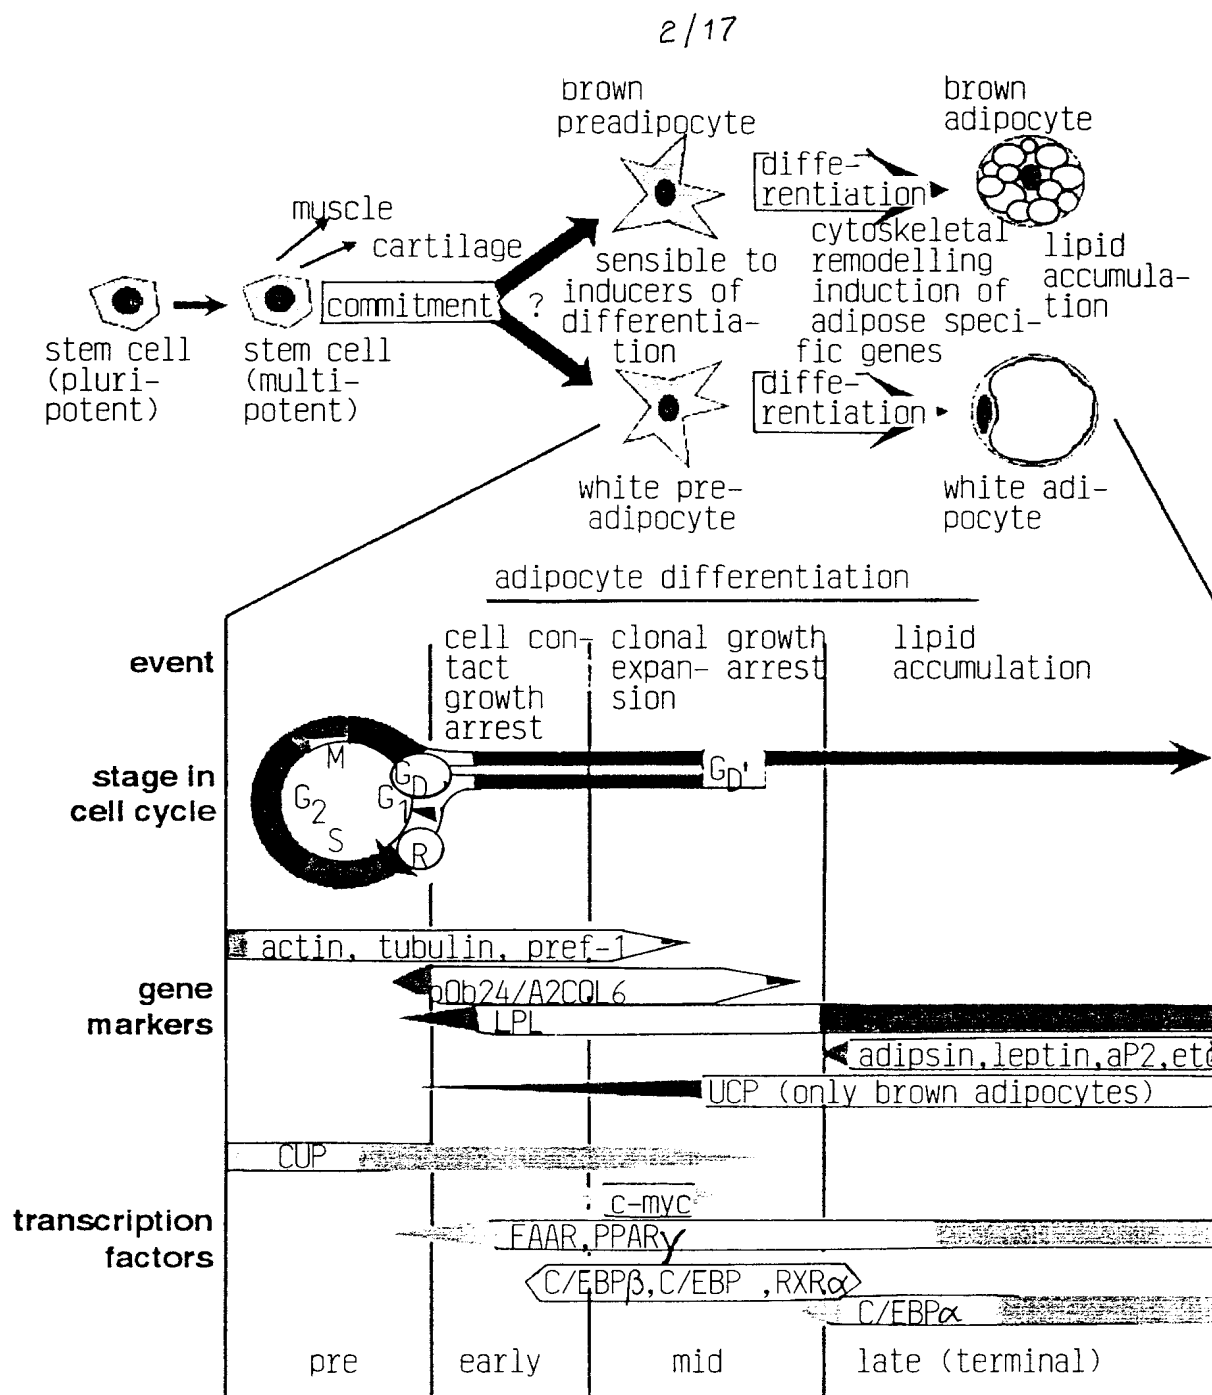 2/17
brown
preadipocyte
brown
adipocyte
diffe-
rentiation
muscle
cartilage
commitment
?
sensible to
inducers of
differentia-
tion
cytoskeletal
remodelling
induction of
adipose speci-
fic genes
lipid
accumula-
tion
stem cell
(pluri-
potent)
stem cell
(multi-
potent)
diffe-
rentiation
white pre-
adipocyte
white adi-
pocyte
adipocyte differentiation
event
cell con-
tact
growth
arrest
clonal growth
expan- arrest
sion
lipid
accumulation
stage in
cell cycle
M
G2
G1
S
GD
R
GD'
gene
markers
actin, tubulin, pref-1
pOb24/A2COL6
LPL
adipsin,leptin,aP2,etc
UCP (only brown adipocytes)
transcription
factors
CUP
c-myc
FAAR,PPARγ
C/EBPβ,C/EBP ,RXRα
C/EBPα
pre
early
mid
late (terminal)